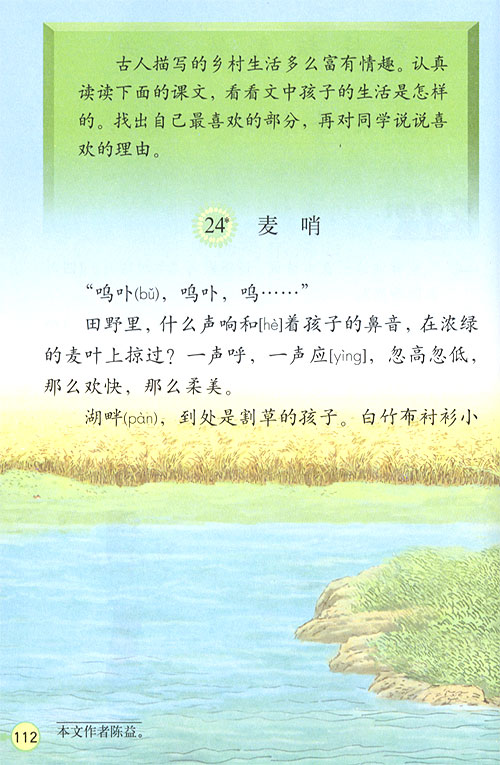 古人描写的乡村生活多么富有情趣。认真
读读下面的课文，看看文中孩子的生活是怎样
的。找出自己最喜欢的部分，再对同学说说喜
欢的理由。
24* 麦哨
“呜卟(bǔ)，呜卟，呜……”
田野里，什么声响和[hè]着孩子的鼻音，在浓绿
的麦叶上掠过？一声呼，一声应[yìng]，忽高忽低，
那么欢快，那么柔美。
湖畔(pàn)，到处是割草的孩子。白竹布衬衫小
本文作者陈益。
112